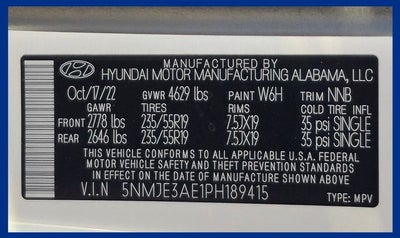 MANUFACTURED BY
HYUNDAI MOTOR MANUFACTURING ALABAMA, LLC
Oct/17/22 GVWR 4629 lbs PAINT W6H TRIM NNB
GAWR TIRES RIMS COLD TIRE INFL
FRONT 2778 lbs 235/55R19 7.5JX19 35 psi SINGLE
REAR 2646 lbs 235/55R19 7.5JX19 35 psi SINGLE
THIS VEHICLE CONFORMS TO ALL APPLICABLE U.S.A. FEDERAL
MOTOR VEHICLE SAFETY AND THEFT PREVENTION STANDARDS
IN EFFECT ON THE DATE OF MANUFACTURE SHOWN ABOVE
V.I.N 5NMJE3AE1PH189415 TYPE: MPV